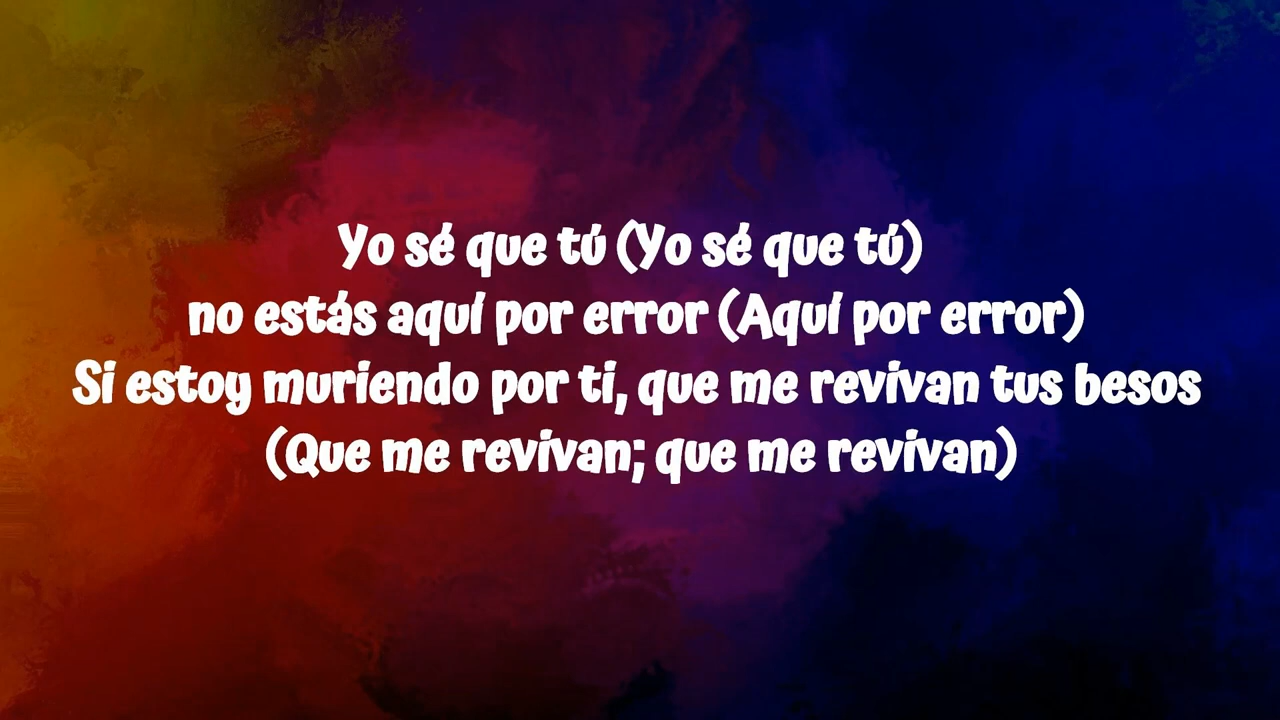 Yo sé que tú (Yo sé que tú)
no estás aquí por error (Aquí por error)
Si estoy muriendo por ti, que me revivan tus besos
(Que me revivan; que me revivan)